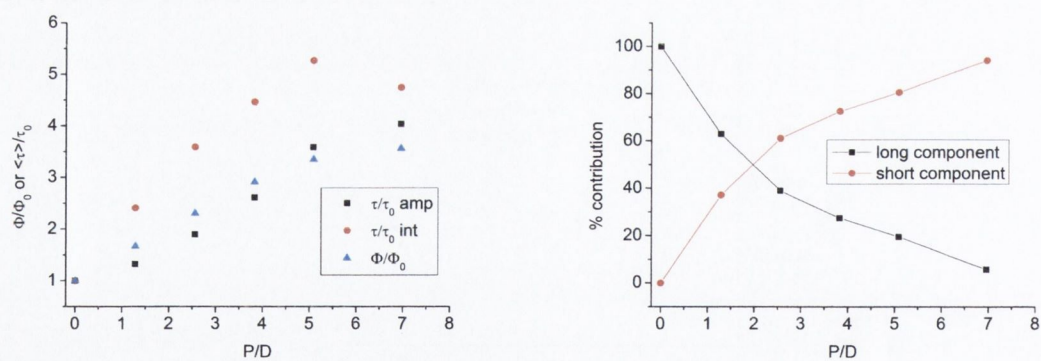 6
5
4
3
2
1
0 1 2 3 4 5 6 7 8
Φ/Φ0 or <τ>/τ0
P/D
τ/τ0 amp
τ/τ0 int
Φ/Φ0
100
80
60
40
20
0
0 1 2 3 4 5 6 7 8
% contribution
P/D
long component
short component